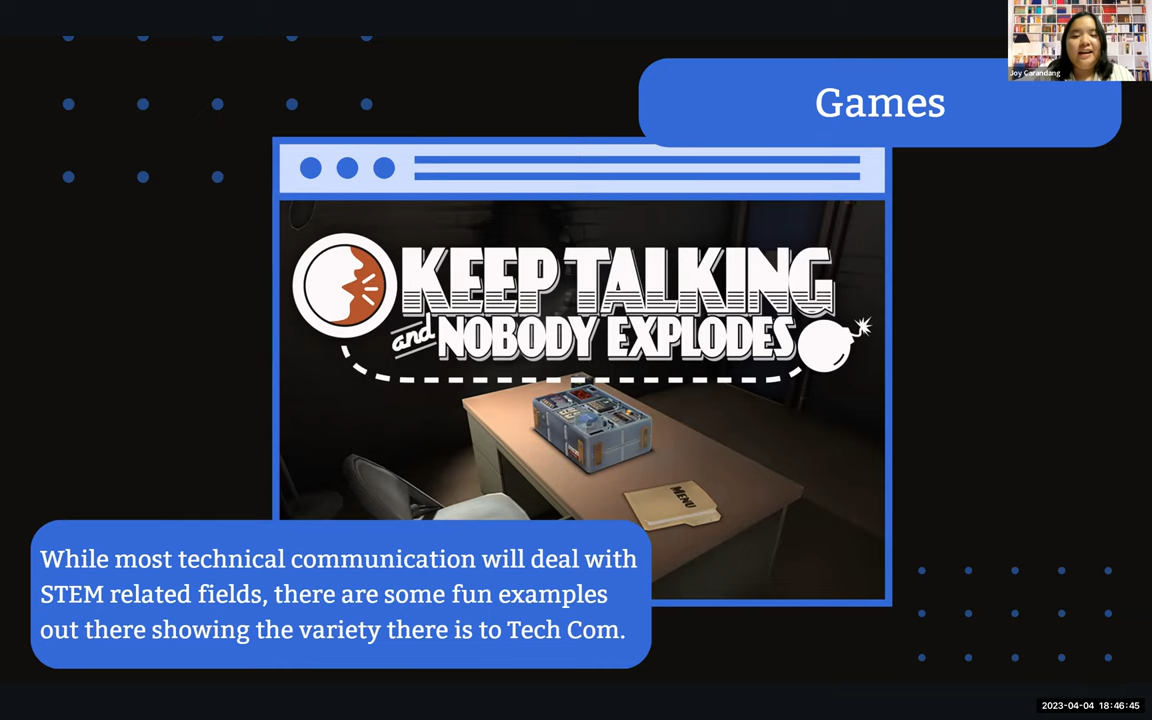 Joy Carandang
Games
KEEP TALKING
and NOBODY EXPLODES
MENU
While most technical communication will deal with
STEM related fields, there are some fun examples
out there showing the variety there is to Tech Com.
2023-04-04 18:46:45